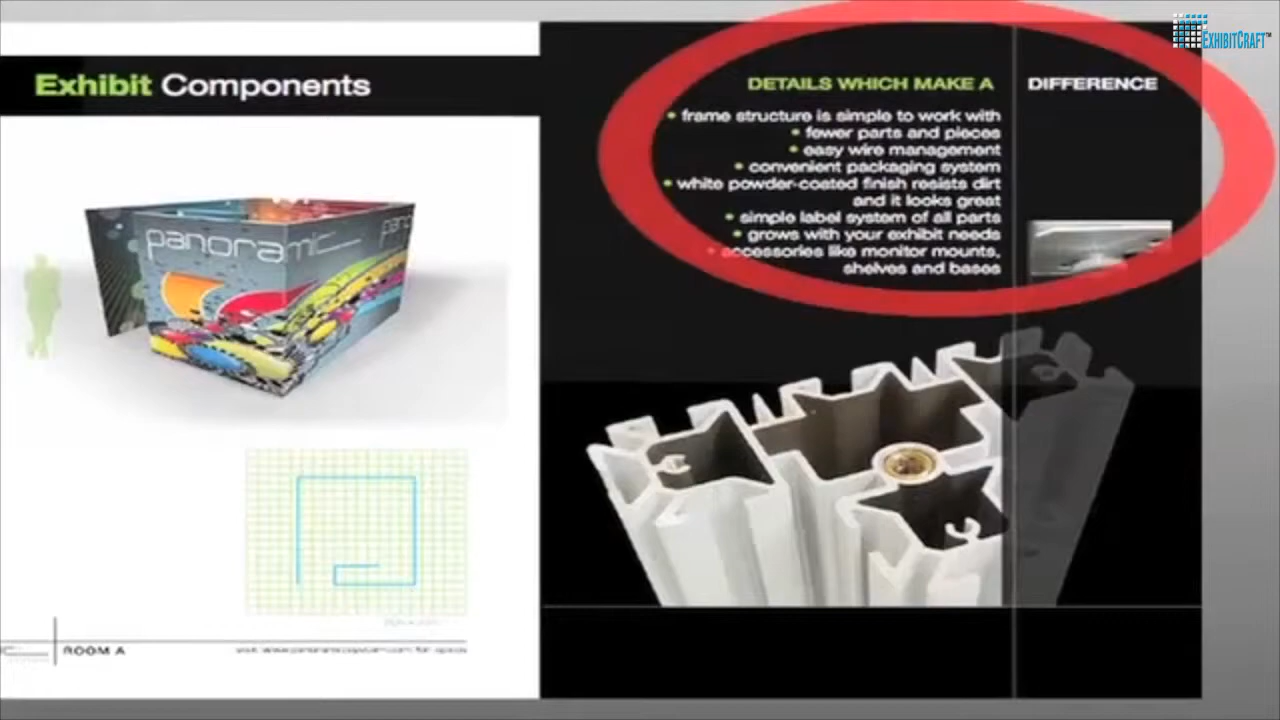 EXHIBITCRAFT™
Exhibit Components
panoramic
pano
ROOM A
DETAILS WHICH MAKE A DIFFERENCE
• frame structure is simple to work with
• fewer parts and pieces
• easy wire management
• convenient packaging system
• white powder-coated finish resists dirt
and it looks great
• simple label system of all parts
• grows with your exhibit needs
• accessories like monitor mounts,
shelves and bases